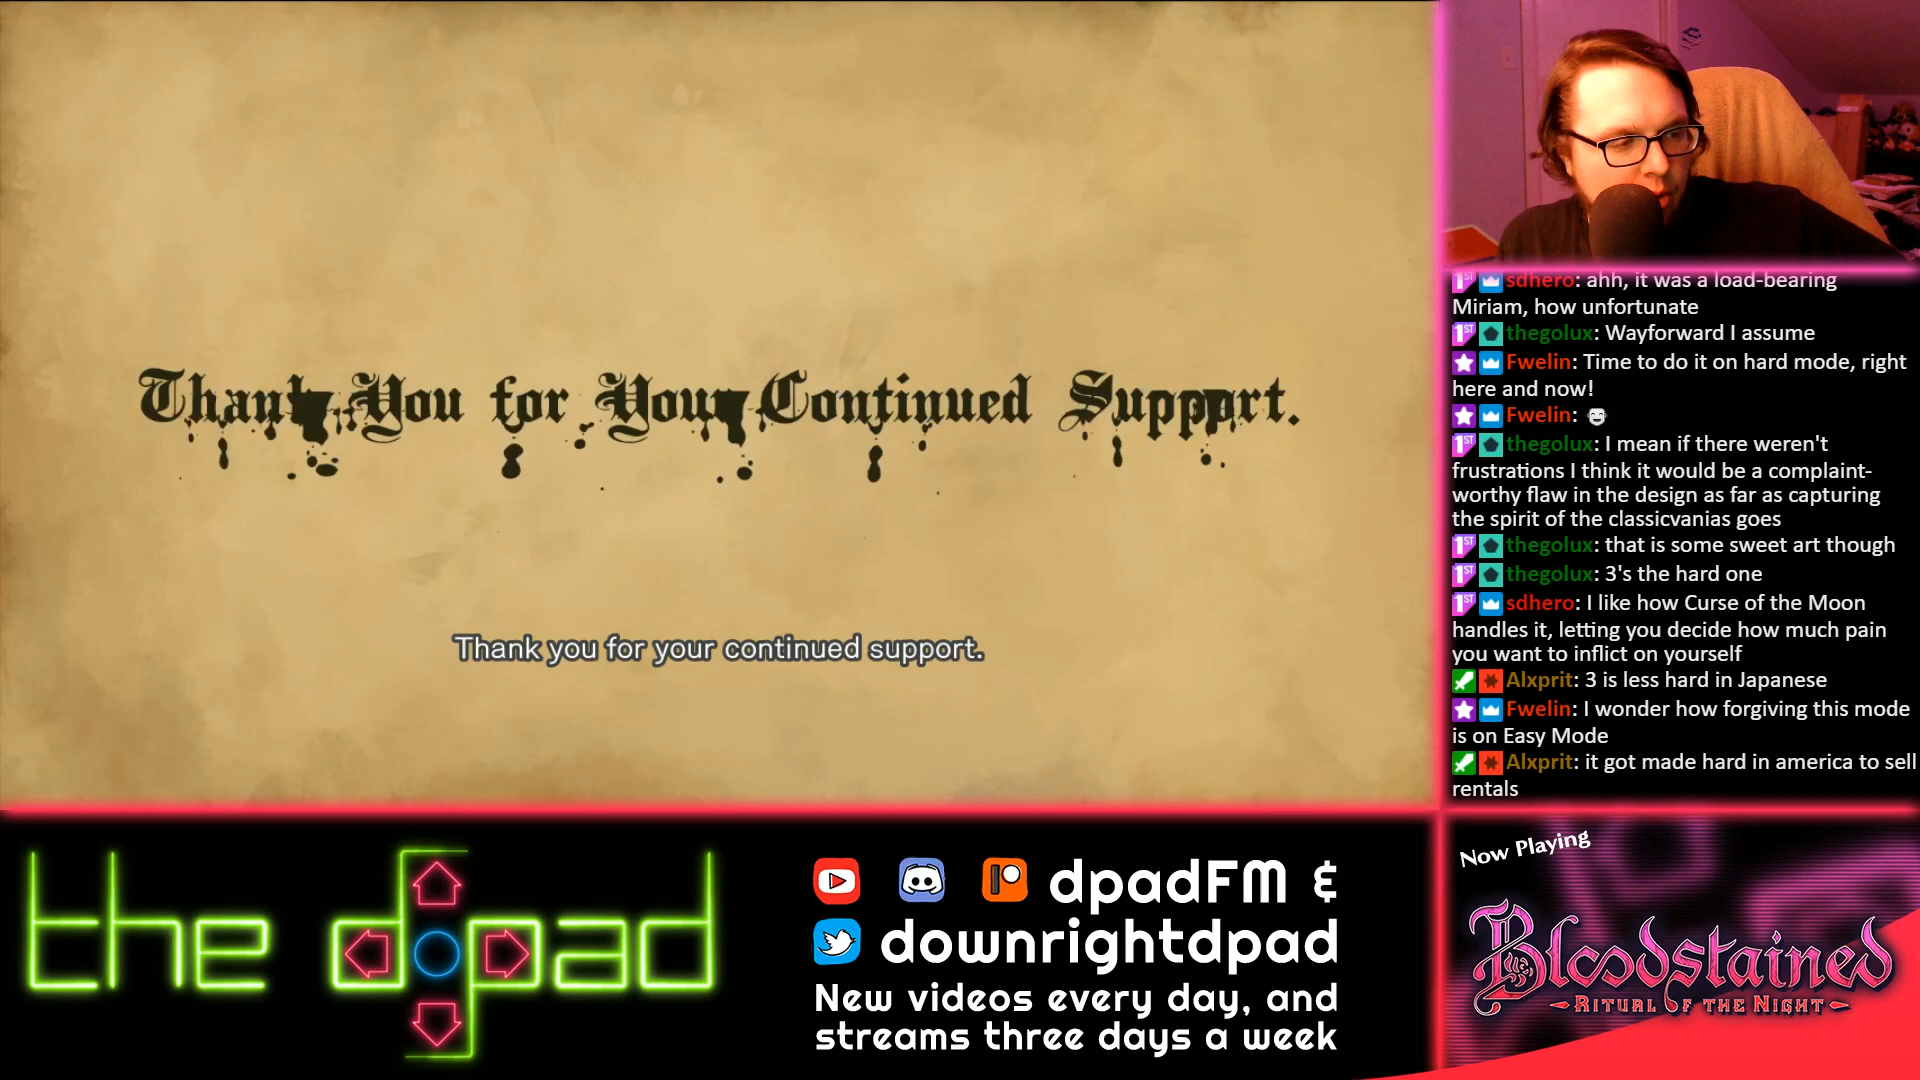 Thank You for Your Continued Support.
Thank you for your continued support.
sdhero: ahh, it was a load-bearing
Miriam, how unfortunate
thegolux: Wayforward I assume
Fwelin: Time to do it on hard mode, right
here and now!
Fwelin:
thegolux: I mean if there weren't
frustrations I think it would be a complaint-
worthy flaw in the design as far as capturing
the spirit of the classicvanias goes
thegolux: that is some sweet art though
thegolux: 3's the hard one
sdhero: I like how Curse of the Moon
handles it, letting you decide how much pain
you want to inflict on yourself
Alxprit: 3 is less hard in Japanese
Fwelin: I wonder how forgiving this mode
is on Easy Mode
Alxprit: it got made hard in america to sell
rentals
the dpad
dpadFM &
downrightdpad
New videos every day, and
streams three days a week
Now Playing
Bloodstained
RITUAL OF THE NIGHT